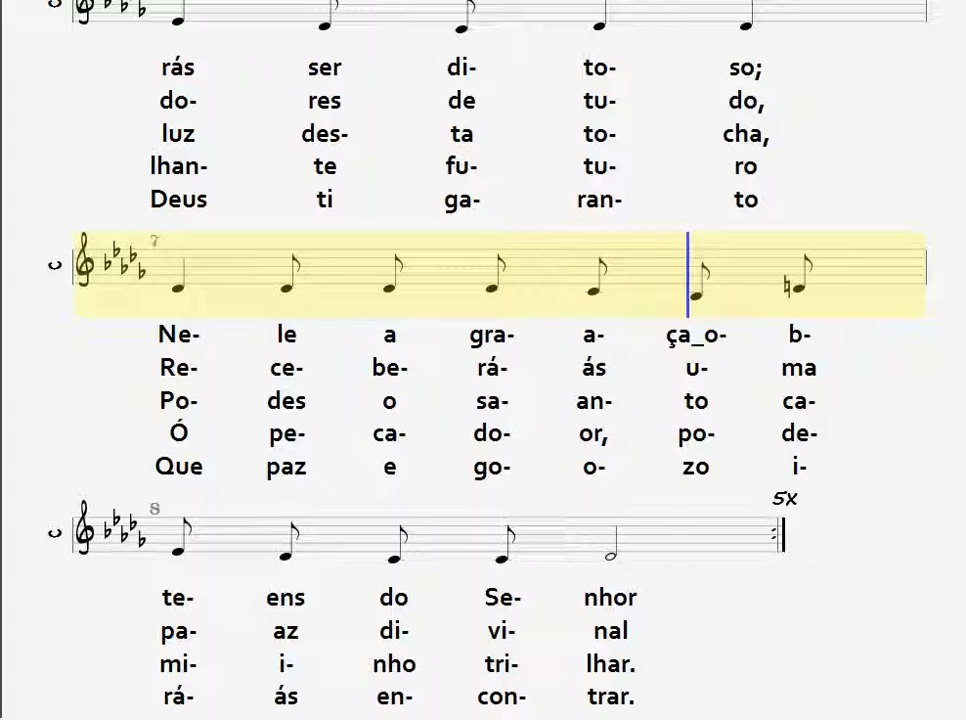 rás ser di- to- so;
do- res de tu- do,
luz des- ta to- cha,
lhan- te fu- tu- ro
Deus ti ga- ran- to
7
Ne- le a gra- a- ça_o- b-
Re- ce- be- rá- ás u- ma
Po- des o sa- an- to ca-
Ó pe- ca- do- or, po- de-
Que paz e go- o- zo i-
5X
8
te- ens do Se- nhor
pa- az di- vi- nal
mi- i- nho tri- lhar.
rá- ás en- con- trar.